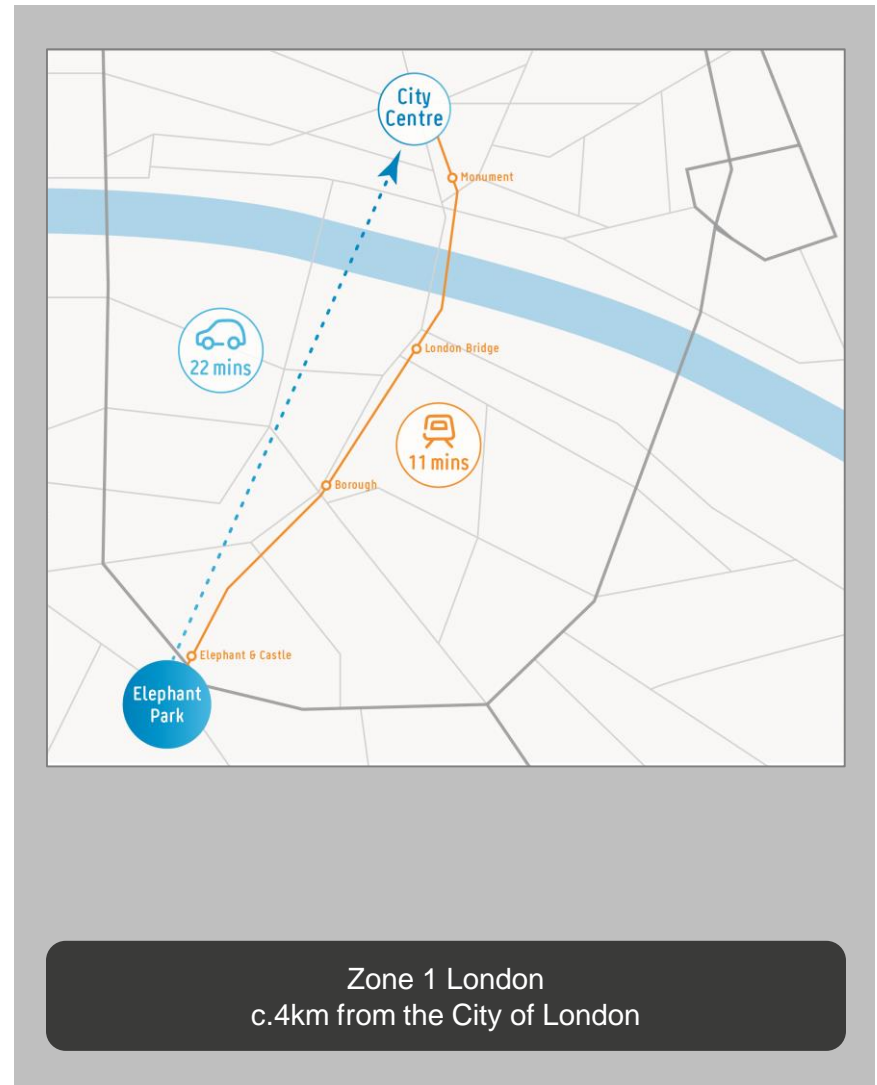 City
Centre
Monument
22 mins
London Bridge
11 mins
Borough
Elephant & Castle
Elephant
Park
Zone 1 London
c.4km from the City of London